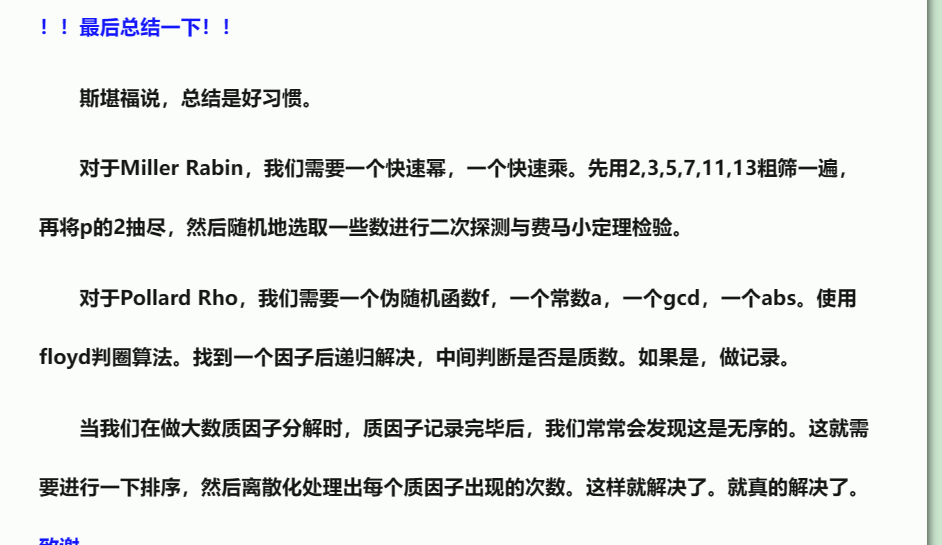 ！！最后总结一下！！
斯堪福说，总结是好习惯。
对于Miller Rabin，我们需要一个快速幂，一个快速乘。先用2,3,5,7,11,13粗筛一遍，
再将p的2抽尽，然后随机地选取一些数进行二次探测与费马小定理检验。
对于Pollard Rho，我们需要一个伪随机函数f，一个常数a，一个gcd，一个abs。使用
floyd判圈算法。找到一个因子后递归解决，中间判断是否是质数。如果是，做记录。
当我们在做大数质因子分解时，质因子记录完毕后，我们常常会发现这是无序的。这就需
要进行一下排序，然后离散化处理出每个质因子出现的次数。这样就解决了。就真的解决了。
致谢